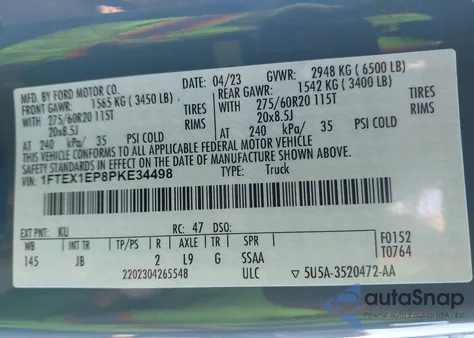 MFD. BY FORD MOTOR CO. DATE: 04/23 GVWR: 2948 KG (6500 LB)
FRONT GAWR: 1565 KG (3450 LB) REAR GAWR: 1542 KG (3400 LB)
WITH 275/60R20 115T TIRES WITH 275/60R20 115T TIRES
20x8.5J RIMS 20x8.5J RIMS
AT 240 kPa/ 35 PSI COLD AT 240 kPa/ 35 PSI COLD
THIS VEHICLE CONFORMS TO ALL APPLICABLE FEDERAL MOTOR VEHICLE
SAFETY STANDARDS IN EFFECT ON THE DATE OF MANUFACTURE SHOWN ABOVE.
VIN: 1FTEX1EP8PKE34498 TYPE: Truck
EXT PNT: KU RC: 47 DSO: F0152
WB INT TR TP/PS R AXLE TR SPR T0764
145 JB 2 L9 G SSAA
2202304265548 ULC ▽ 5U5A-3520472-AA
autoSnap